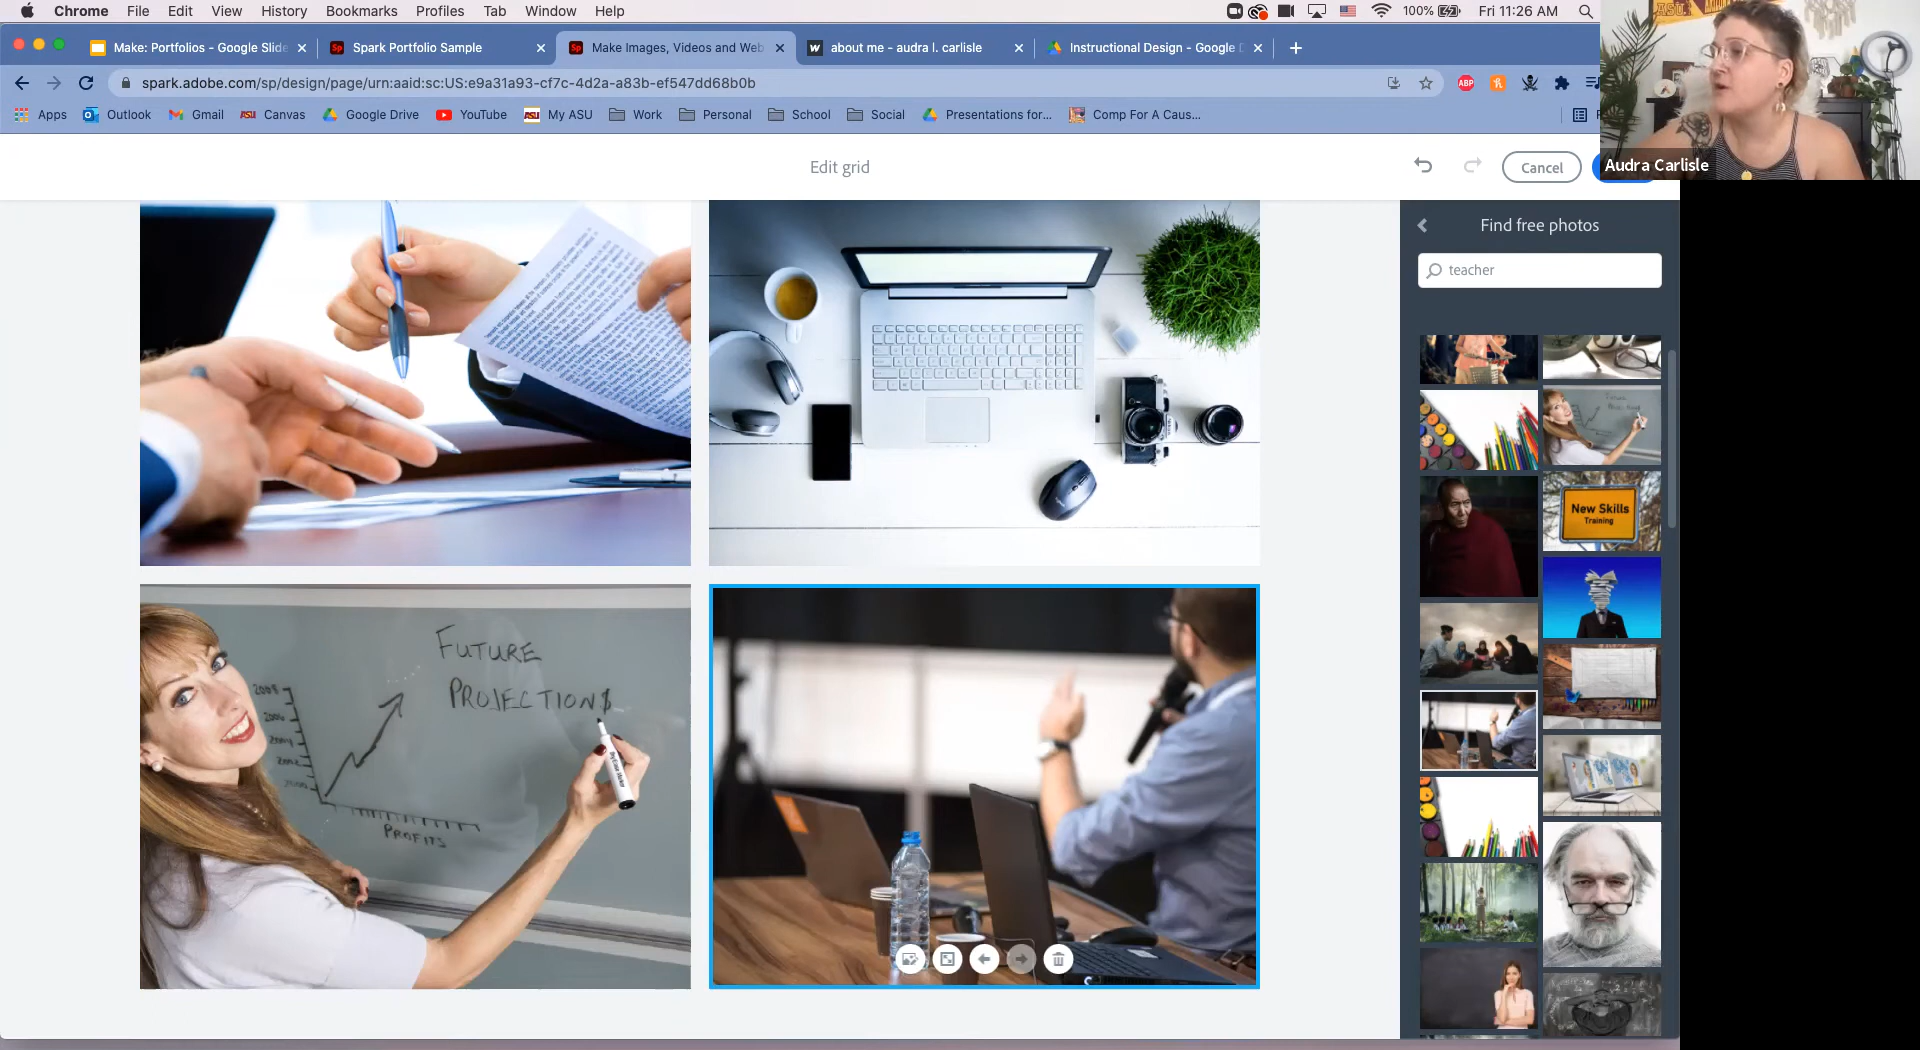 Chrome File Edit View History Bookmarks Profiles Tab Window Help 100% Fri 11:26 AM
Make: Portfolios - Google Slide Spark Portfolio Sample Make Images, Videos and Web about me - audra l. carlisle Instructional Design - Google D
spark.adobe.com/sp/design/page/urn:aaid:sc:US:e9a31a93-cf7c-4d2a-a83b-ef547dd68b0b
Apps Outlook Gmail Canvas Google Drive YouTube My ASU Work Personal School Social Presentations for... Comp For A Caus...
Audra Carlisle
Edit grid
Cancel
Find free photos
teacher
New Skills
Training
FUTURE
PROJECTION$
PROFITS